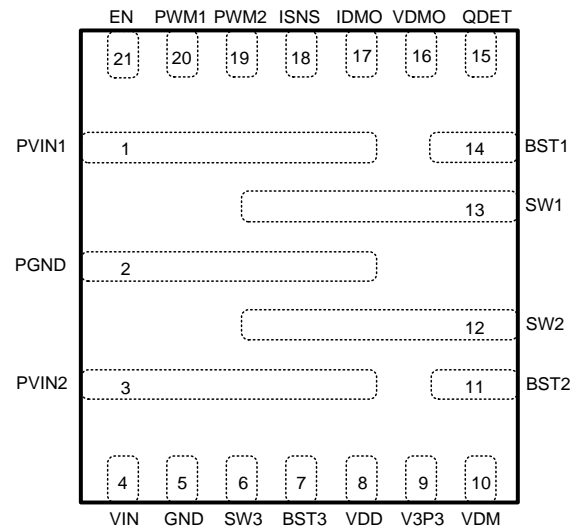 EN PWM1 PWM2 ISNS IDMO VDMO QDET
21 20 19 18 17 16 15
PVIN1 1 14 BST1
13 SW1
PGND 2
12 SW2
PVIN2 3 11 BST2
4 5 6 7 8 9 10
VIN GND SW3 BST3 VDD V3P3 VDM